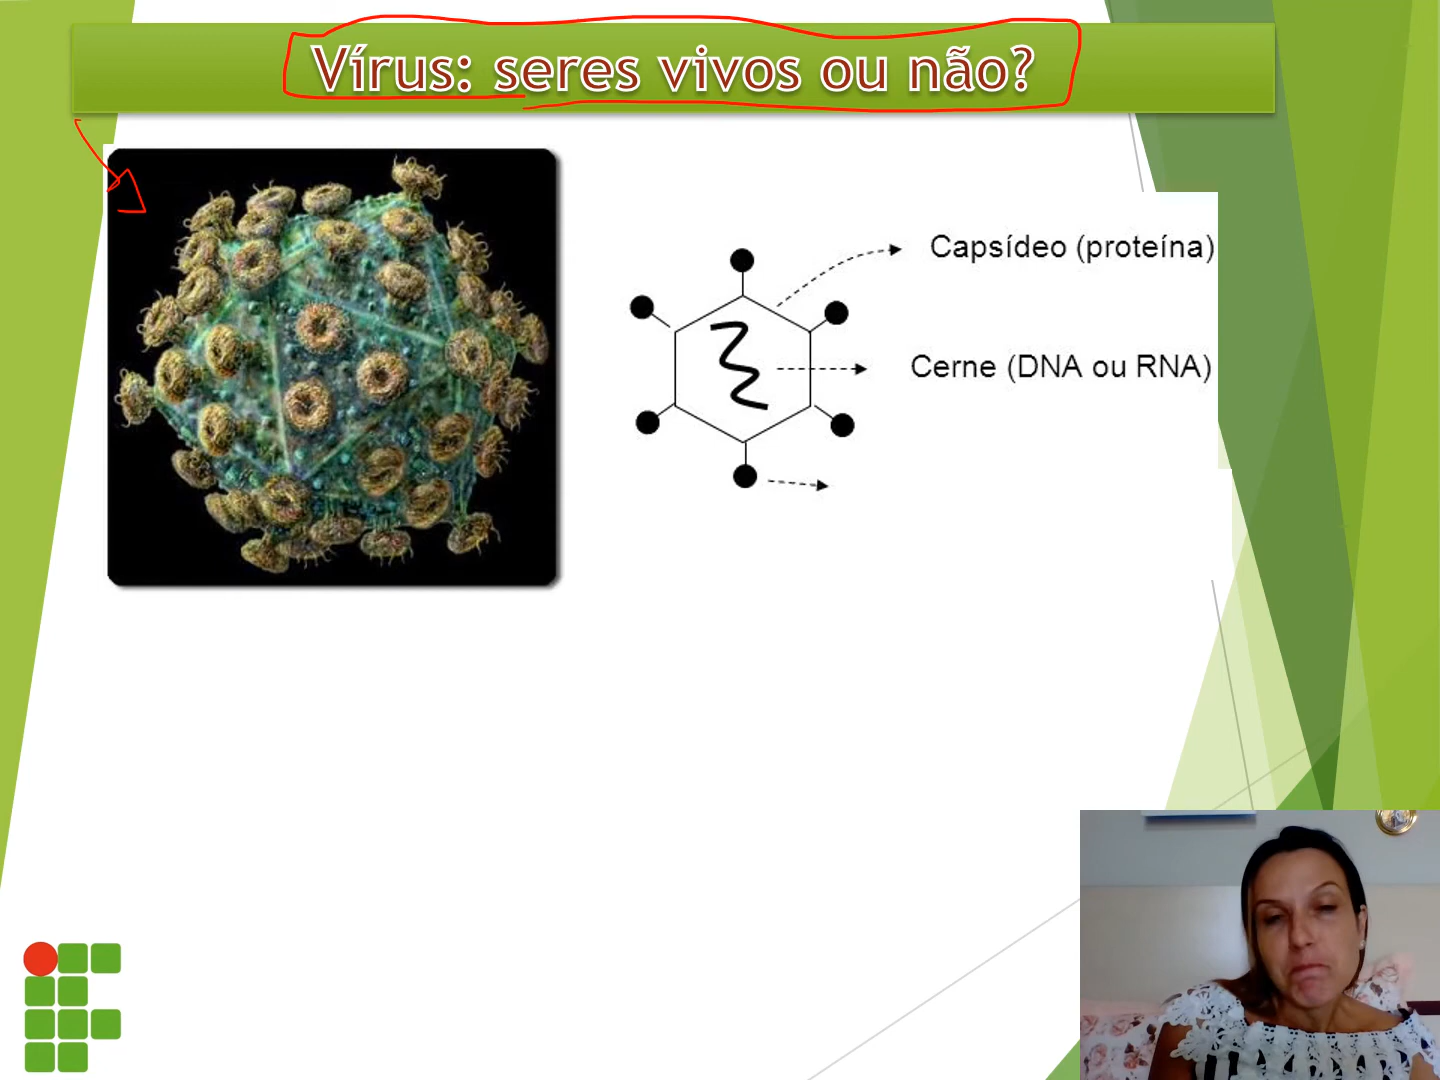 Vírus: seres vivos ou não?
Capsídeo (proteína)
Cerne (DNA ou RNA)